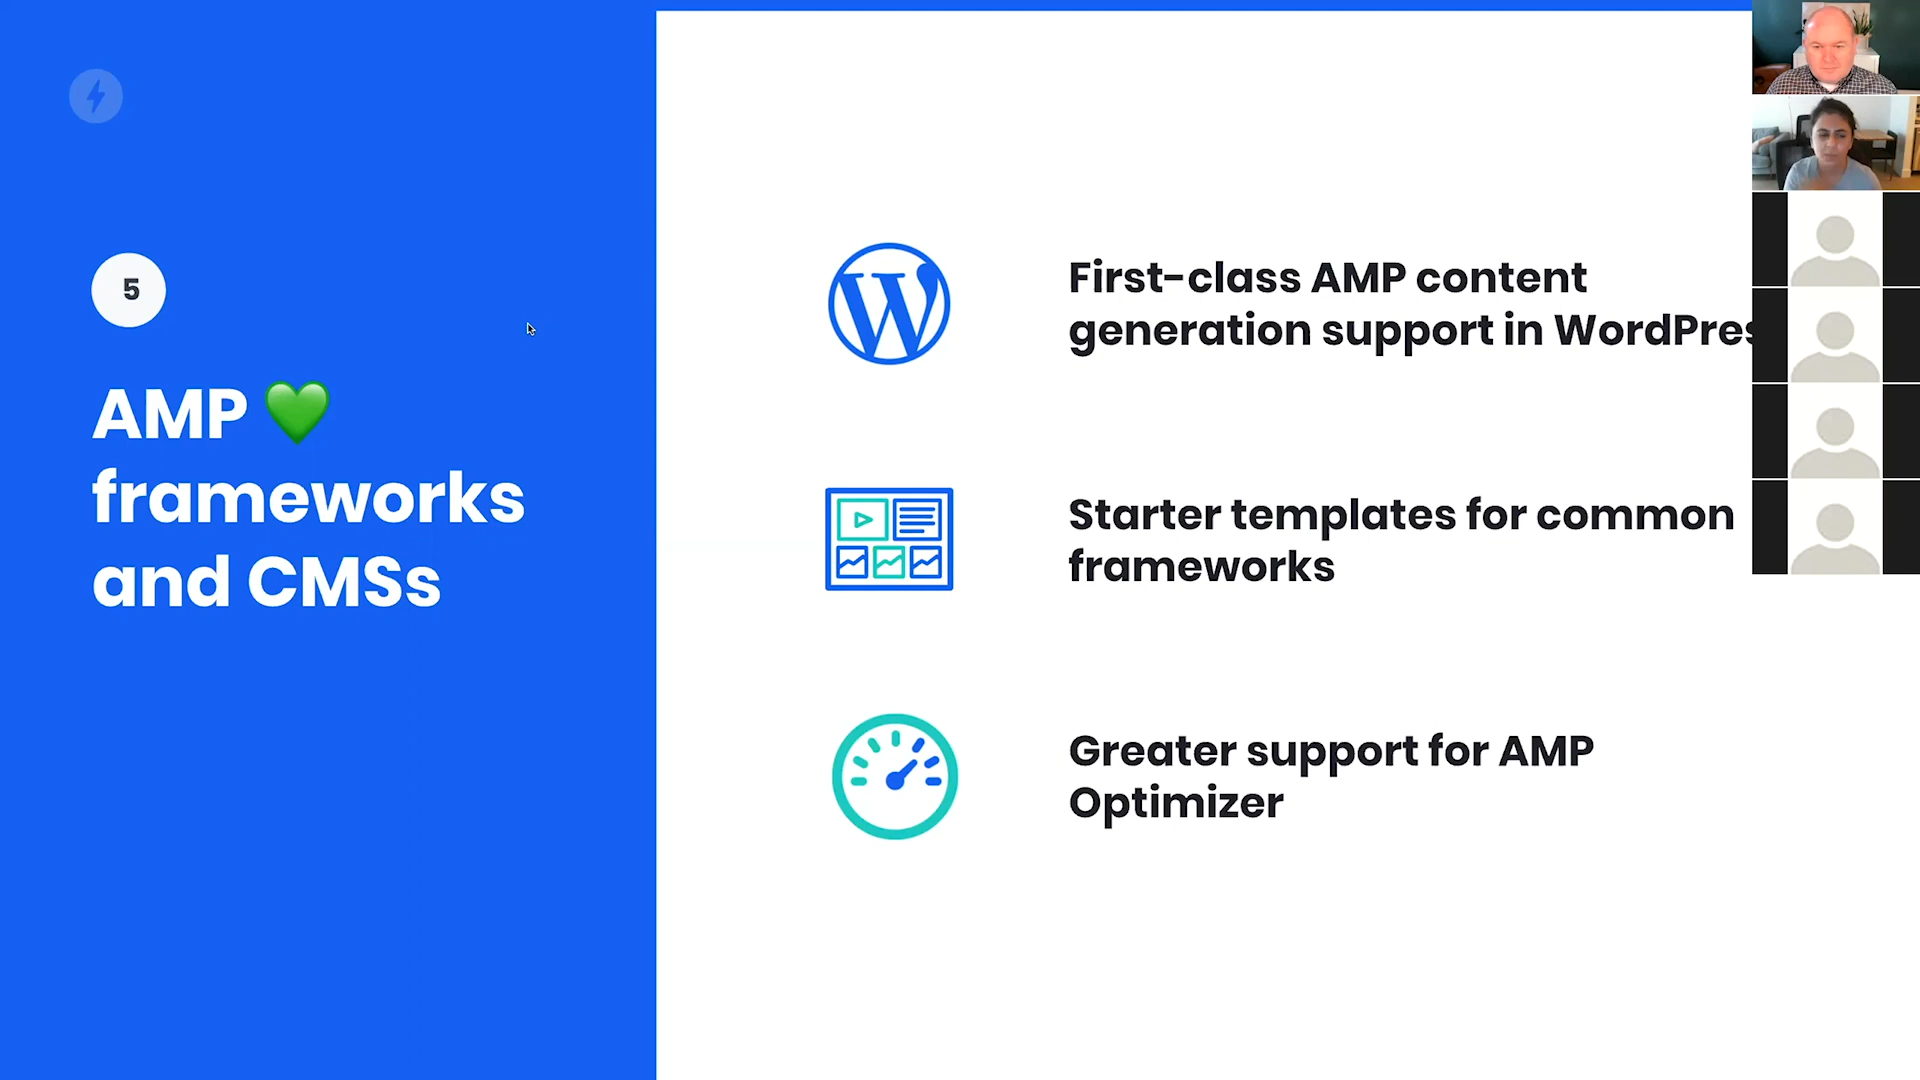 5
AMP 💚
frameworks
and CMSs
First-class AMP content
generation support in WordPres
Starter templates for common
frameworks
Greater support for AMP
Optimizer